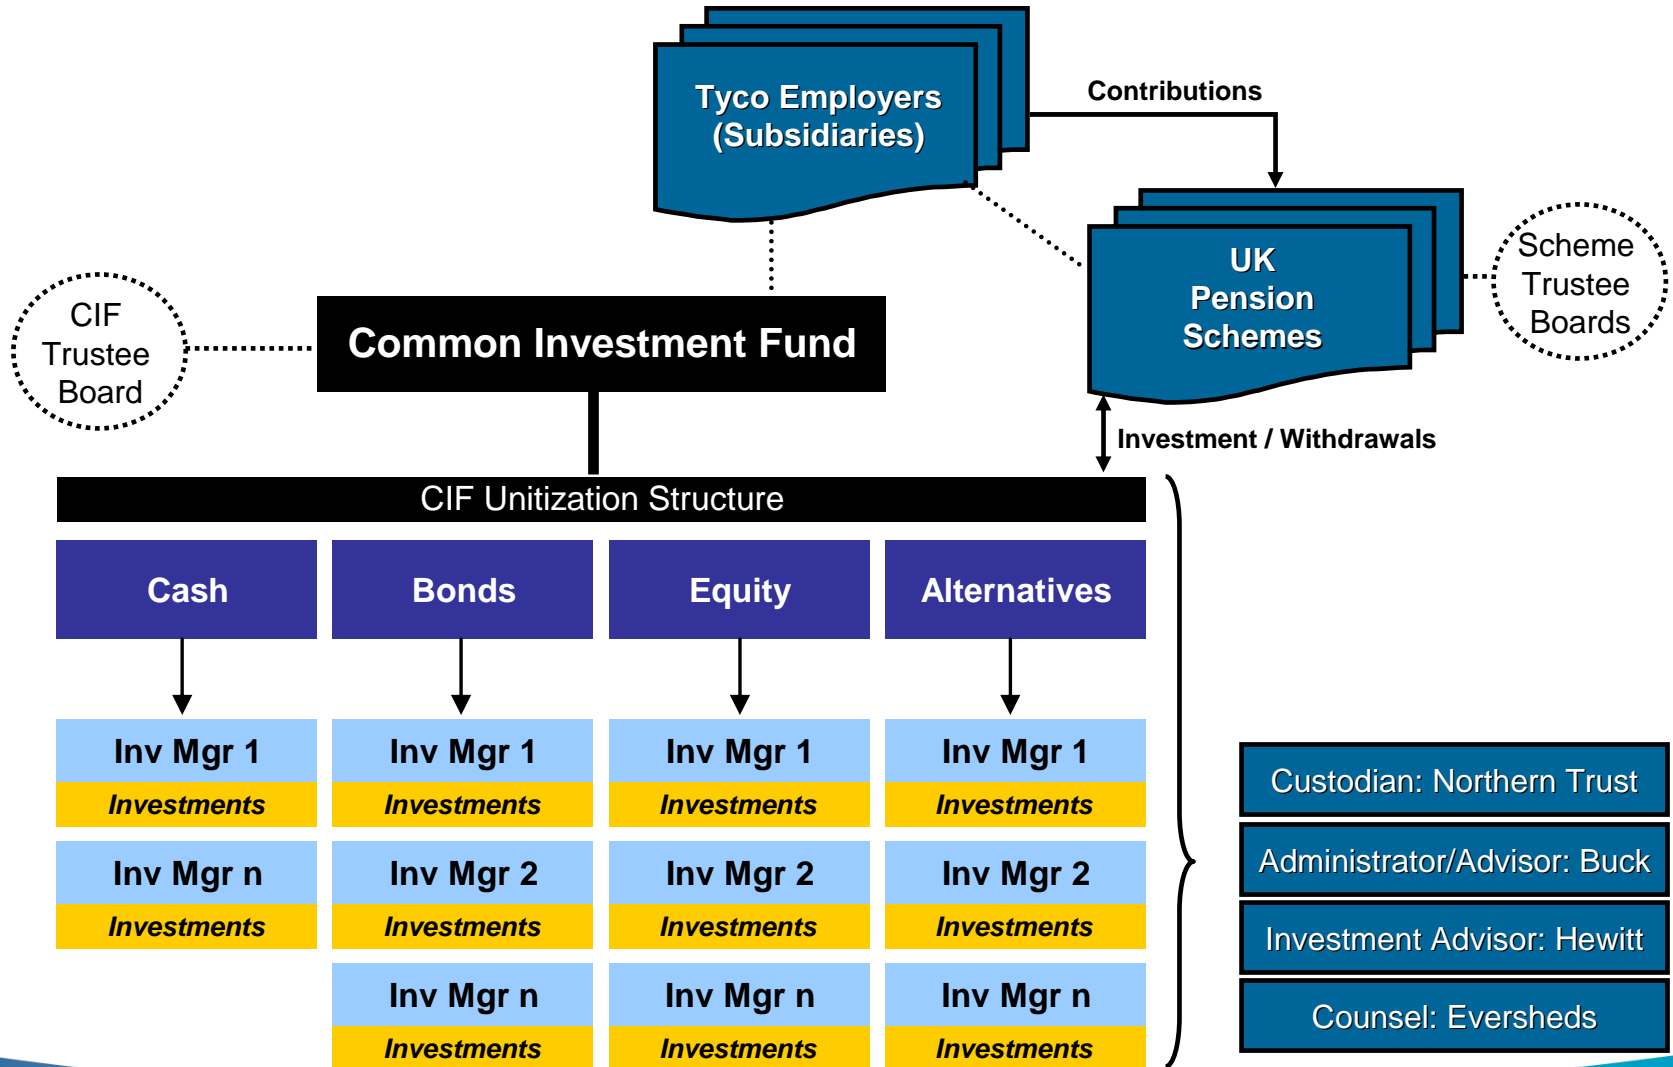 Tyco Employers
(Subsidiaries)
Contributions
UK
Pension
Schemes
Scheme
Trustee
Boards
CIF
Trustee
Board
Common Investment Fund
Investment / Withdrawals
CIF Unitization Structure
Cash
Bonds
Equity
Alternatives
Inv Mgr 1
Inv Mgr 1
Inv Mgr 1
Inv Mgr 1
Investments
Investments
Investments
Investments
Inv Mgr n
Inv Mgr 2
Inv Mgr 2
Inv Mgr 2
Investments
Investments
Investments
Investments
Inv Mgr n
Inv Mgr n
Inv Mgr n
Investments
Investments
Investments
Custodian: Northern Trust
Administrator/Advisor: Buck
Investment Advisor: Hewitt
Counsel: Eversheds